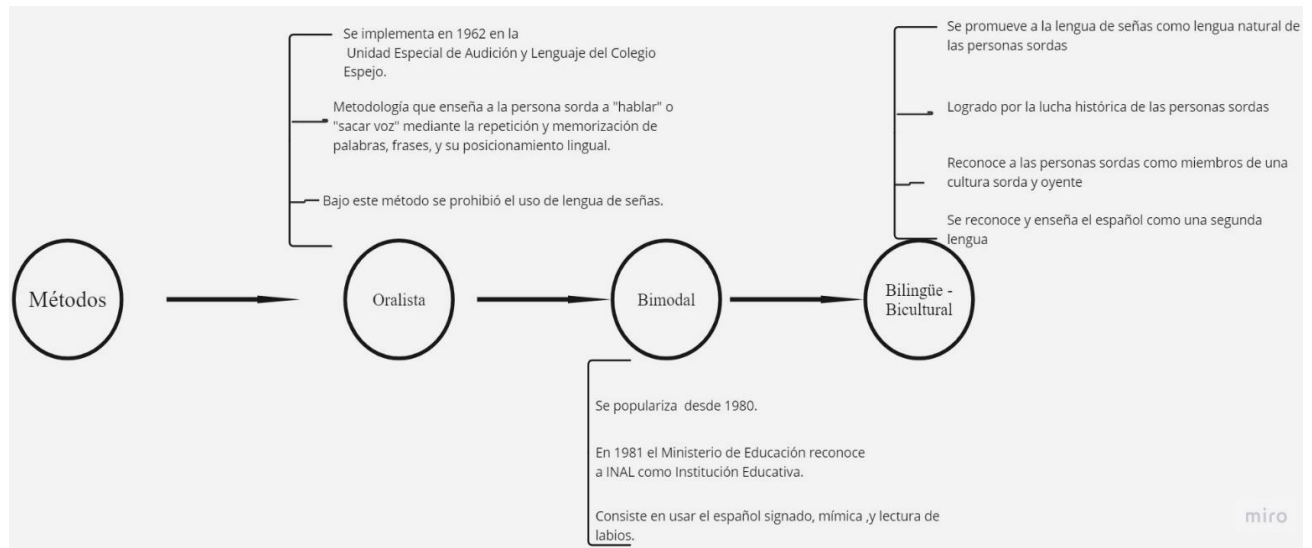 Métodos
Se implementa en 1962 en la
Unidad Especial de Audición y Lenguaje del Colegio
Espejo.
Metodología que enseña a la persona sorda a "hablar" o
"sacar voz" mediante la repetición y memorización de
palabras, frases, y su posicionamiento lingual.
Bajo este método se prohibió el uso de lengua de señas.
Oralista
Bimodal
Se populariza desde 1980.
En 1981 el Ministerio de Educación reconoce
a INAL como Institución Educativa.
Consiste en usar el español signado, mímica ,y lectura de
labios.
Se promueve a la lengua de señas como lengua natural de
las personas sordas
Logrado por la lucha histórica de las personas sordas
Reconoce a las personas sordas como miembros de una
cultura sorda y oyente
Se reconoce y enseña el español como una segunda
lengua
Bilingüe -
Bicultural
miro